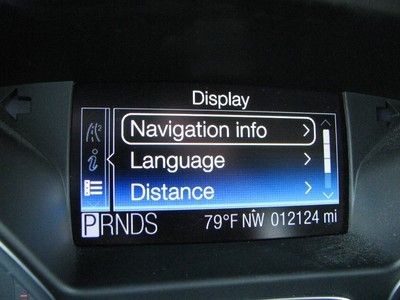 Display
Navigation info
Language
Distance
PRNDS 79°F NW 012124 mi